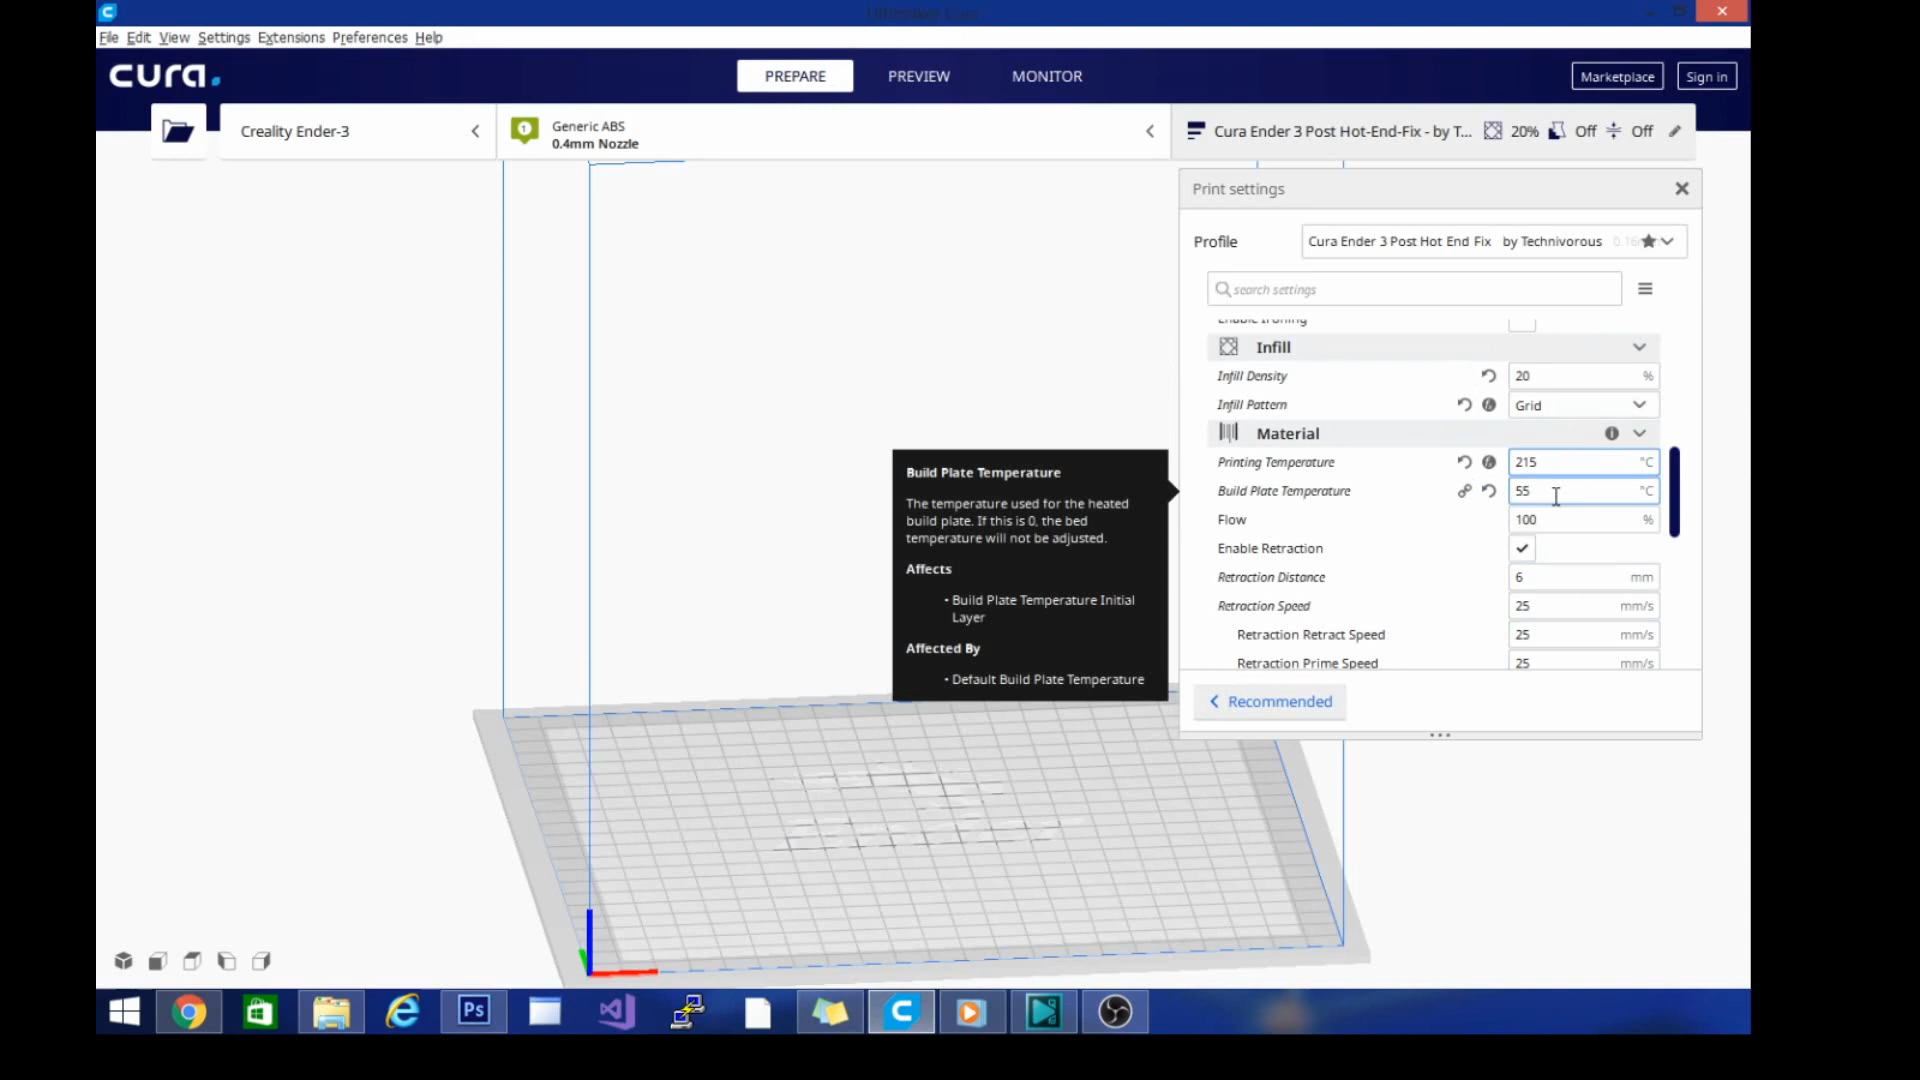 Ultimaker Cura
File Edit View Settings Extensions Preferences Help
cura.
PREPARE
PREVIEW
MONITOR
Marketplace
Sign in
Creality Ender-3
1
Generic ABS
0.4mm Nozzle
Cura Ender 3 Post Hot-End-Fix - by T...
20%
Off
Off
Print settings
Profile
Cura Ender 3 Post Hot End Fix by Technivorous
search settings
Enable Ironing
Infill
Infill Density
20 %
Infill Pattern
Grid
Material
Printing Temperature
215 °C
Build Plate Temperature
55 °C
Flow
100 %
Enable Retraction
Retraction Distance
6 mm
Retraction Speed
25 mm/s
Retraction Retract Speed
25 mm/s
Retraction Prime Speed
25 mm/s
Recommended
Build Plate Temperature
The temperature used for the heated
build plate. If this is 0, the bed
temperature will not be adjusted.
Affects
• Build Plate Temperature Initial
Layer
Affected By
• Default Build Plate Temperature
Ps